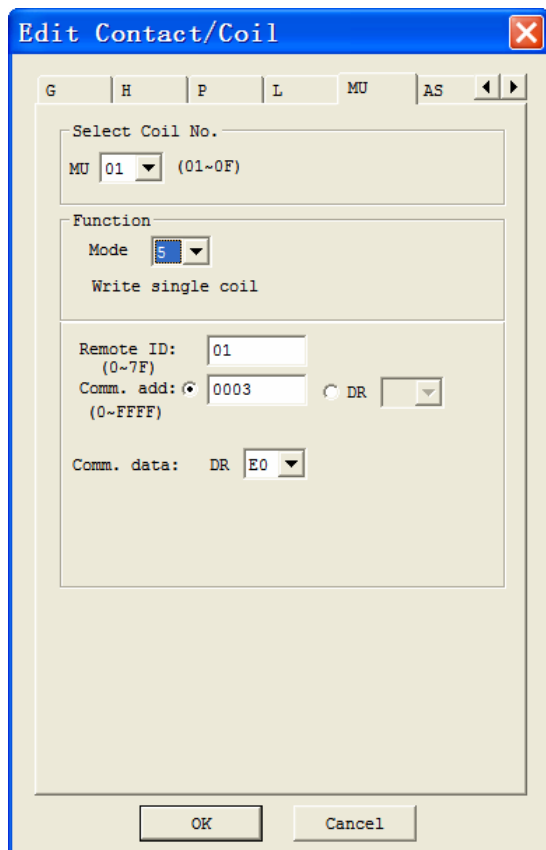 Edit Contact/Coil
G H P L MU AS
Select Coil No.
MU 01 (01~0F)
Function
Mode 5
Write single coil
Remote ID: 01
(0~7F)
Comm. add: 0003 DR
(0~FFFF)
Comm. data: DR E0
OK Cancel